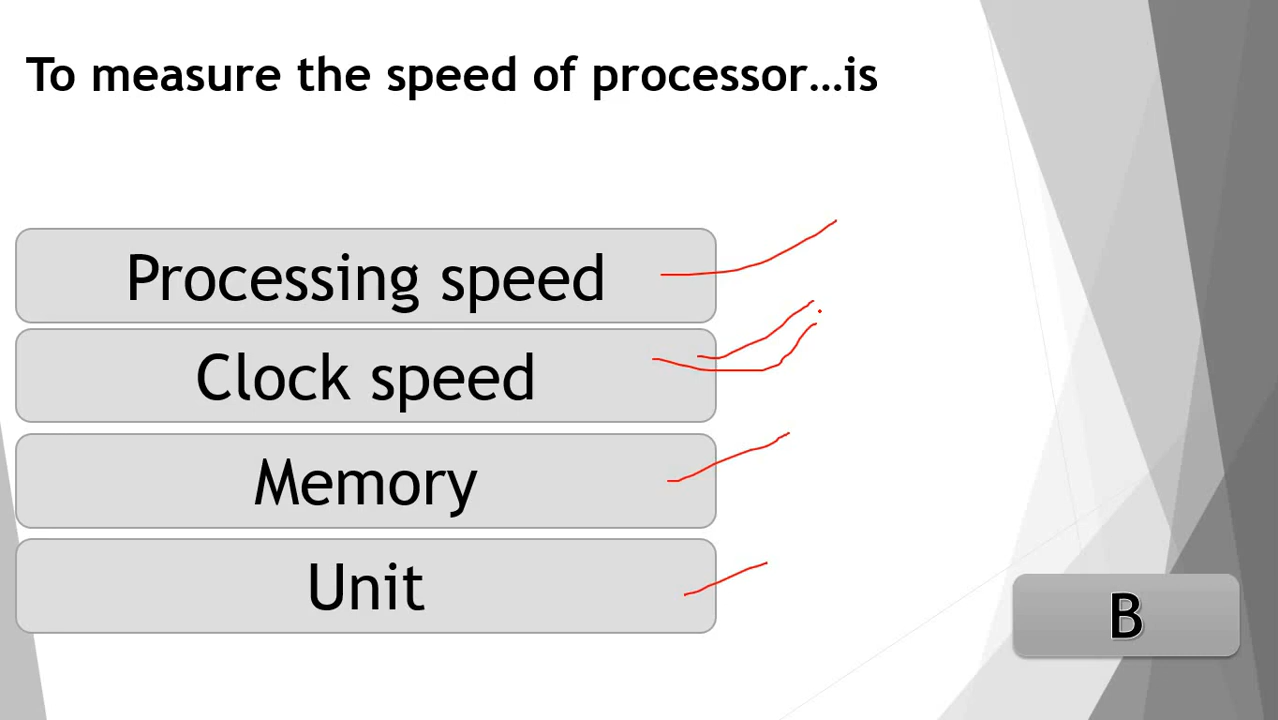 To measure the speed of processor…is
Processing speed
Clock speed
Memory
Unit
B